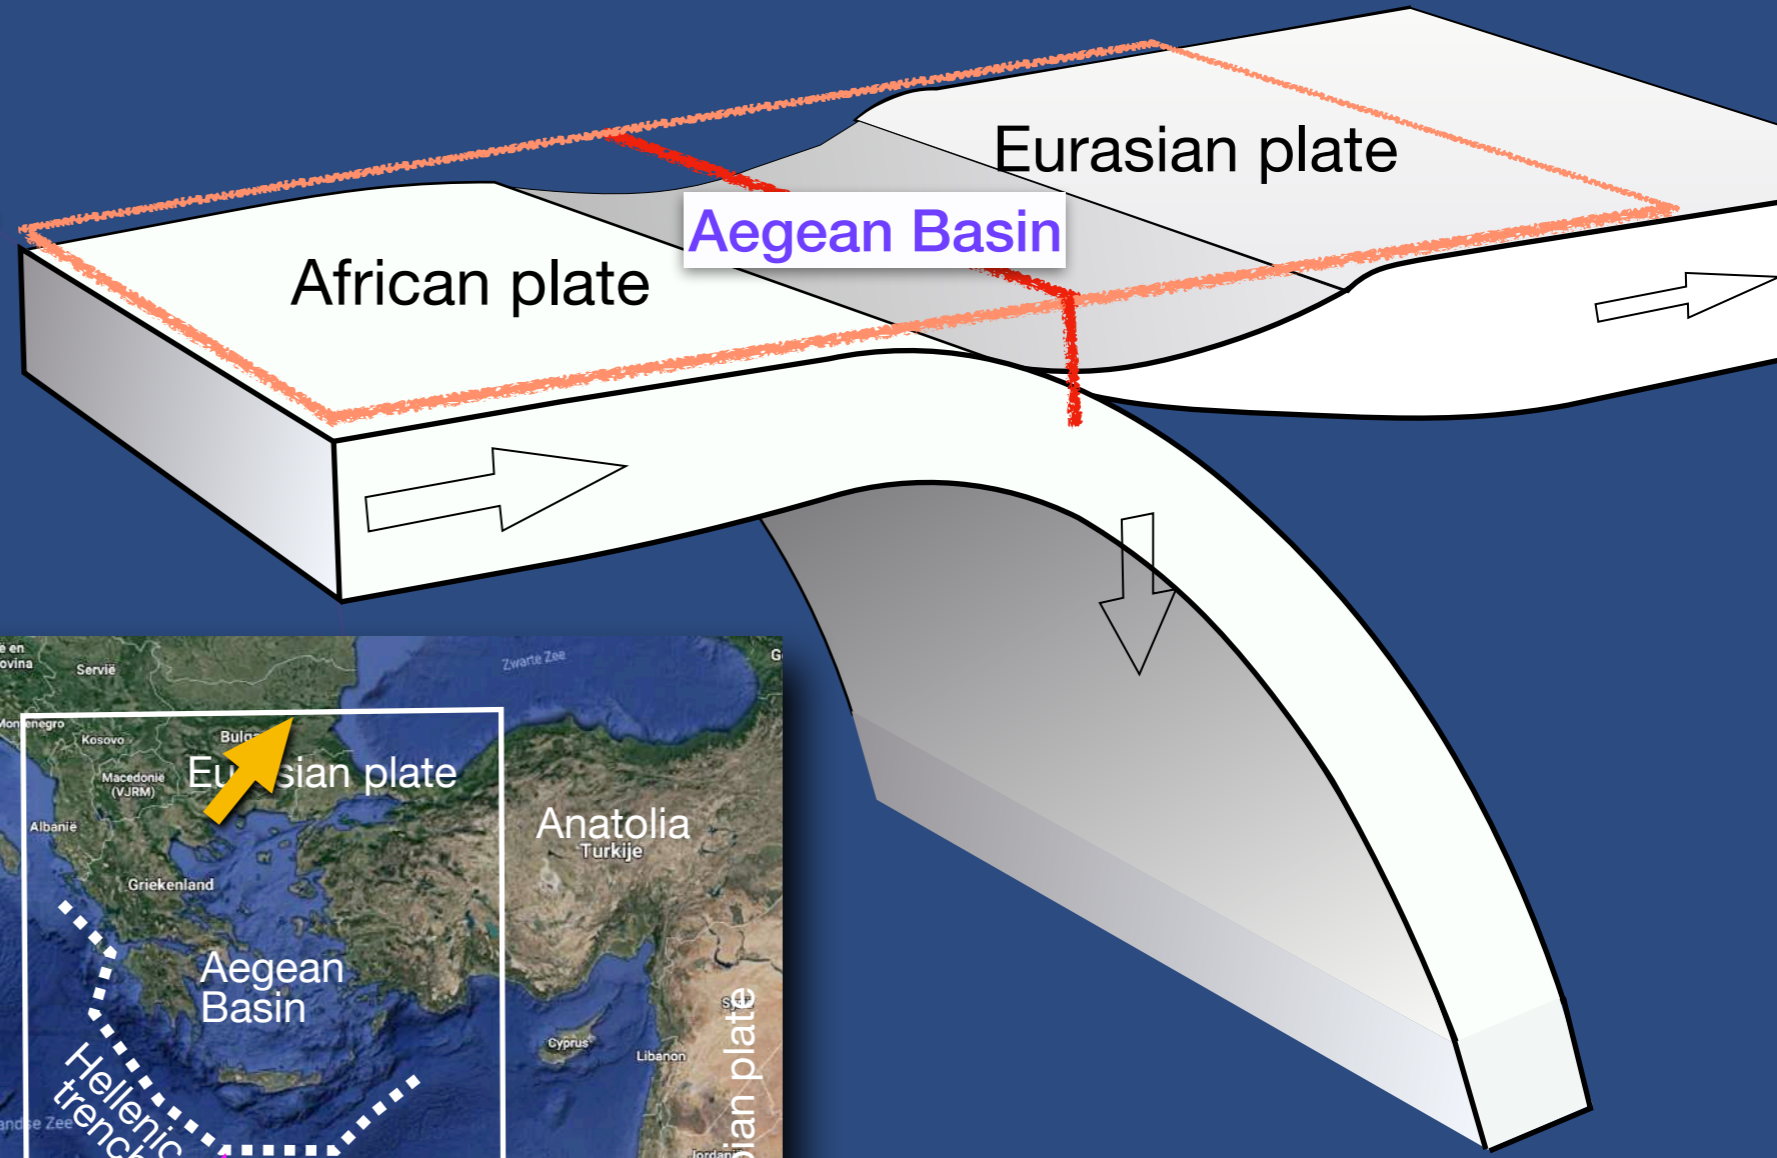 Eurasian plate
Aegean Basin
African plate
Zwarte Zee
Servië
Kosovo
Macedonië
(VJRM)
Albanië
Anatolia
Turkije
Griekenland
Aegean
Basin
Cyprus
Libanon
Hellenic
trench